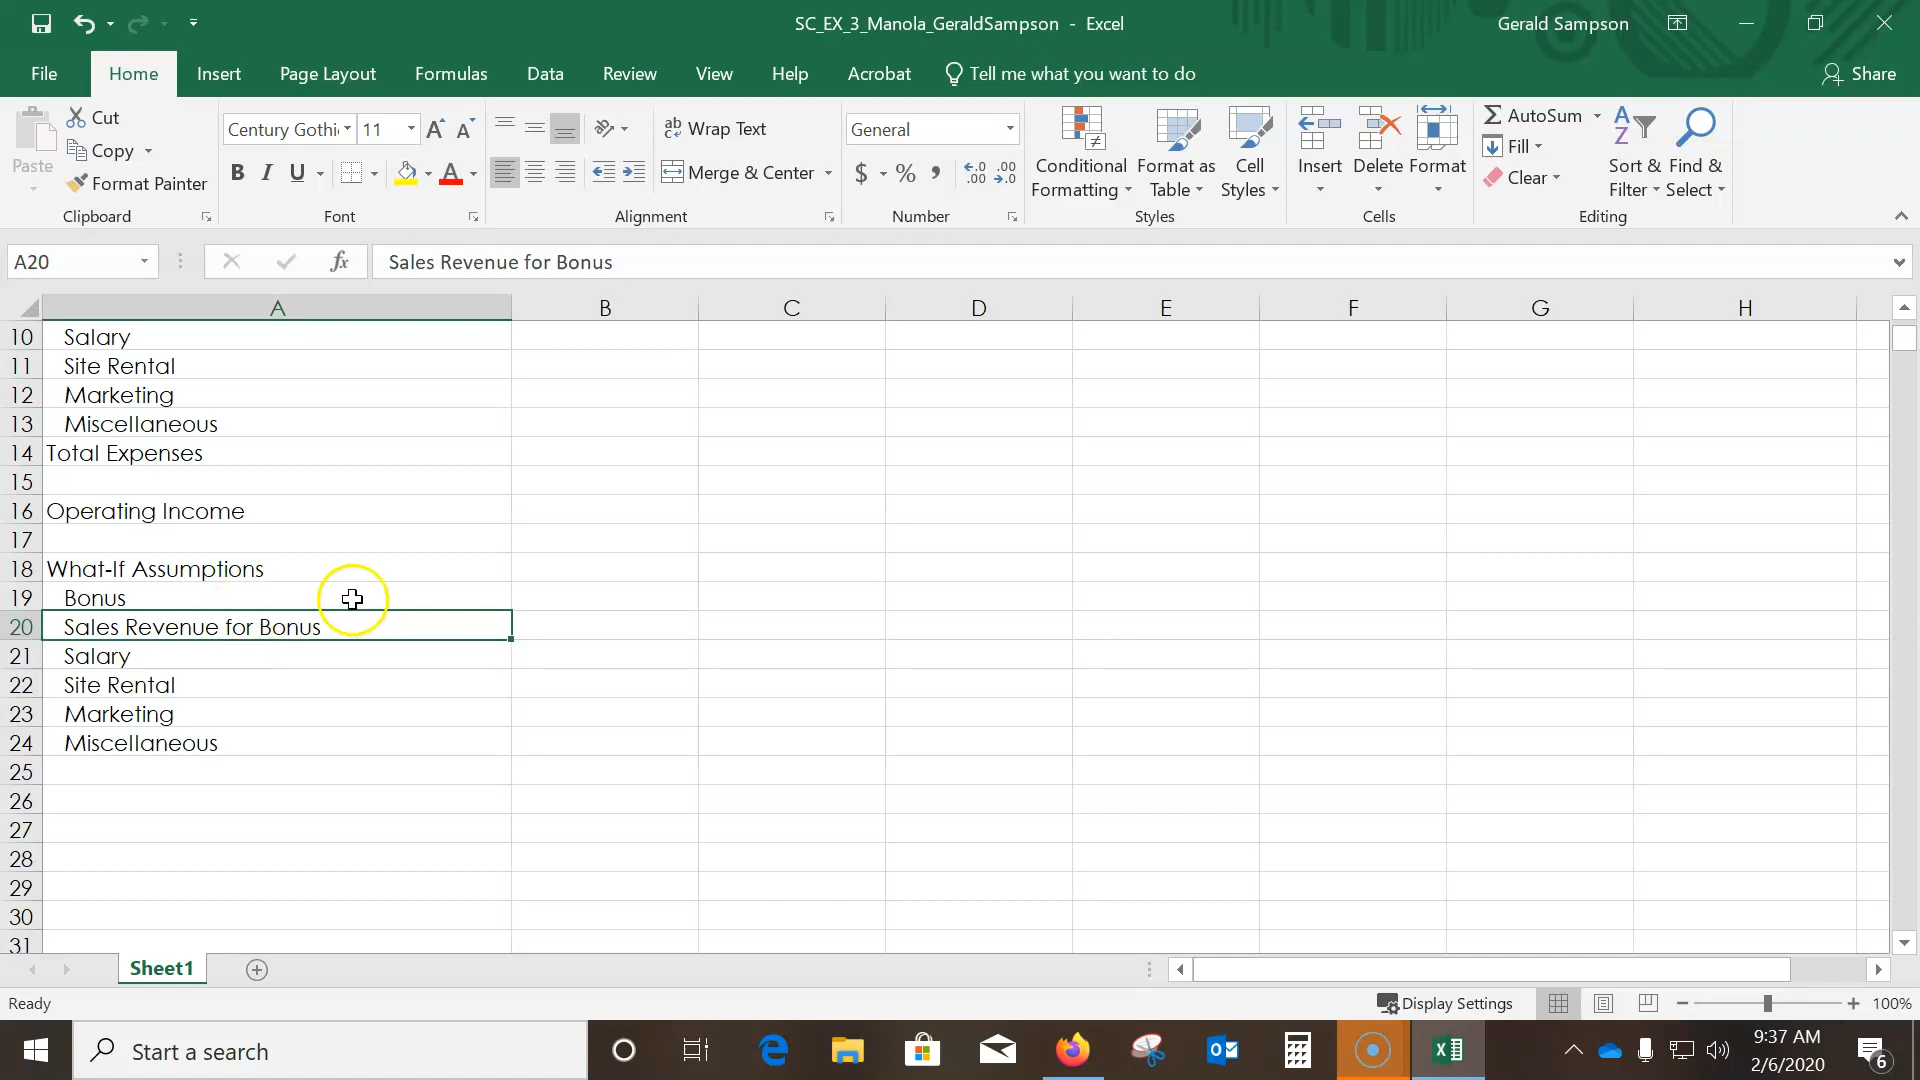 SC_EX_3_Manola_GeraldSampson - Excel
Gerald Sampson
File Home Insert Page Layout Formulas Data Review View Help Acrobat Tell me what you want to do Share
Paste
Cut
Copy
Format Painter
Clipboard
Century Gothi 11
B I U A
Font
Wrap Text
Merge & Center
Alignment
General
$ % , .00 .00
Number
Conditional Formatting
Format as Table
Cell Styles
Styles
Insert Delete Format
Cells
AutoSum
Fill
Clear
Sort & Filter
Find & Select
Editing
A20 fx Sales Revenue for Bonus
A B C D E F G H
10 Salary
11 Site Rental
12 Marketing
13 Miscellaneous
14 Total Expenses
15
16 Operating Income
17
18 What-If Assumptions
19 Bonus
20 Sales Revenue for Bonus
21 Salary
22 Site Rental
23 Marketing
24 Miscellaneous
25
26
27
28
29
30
31
Sheet1
Ready Display Settings 100%
Start a search
9:37 AM
2/6/2020
6